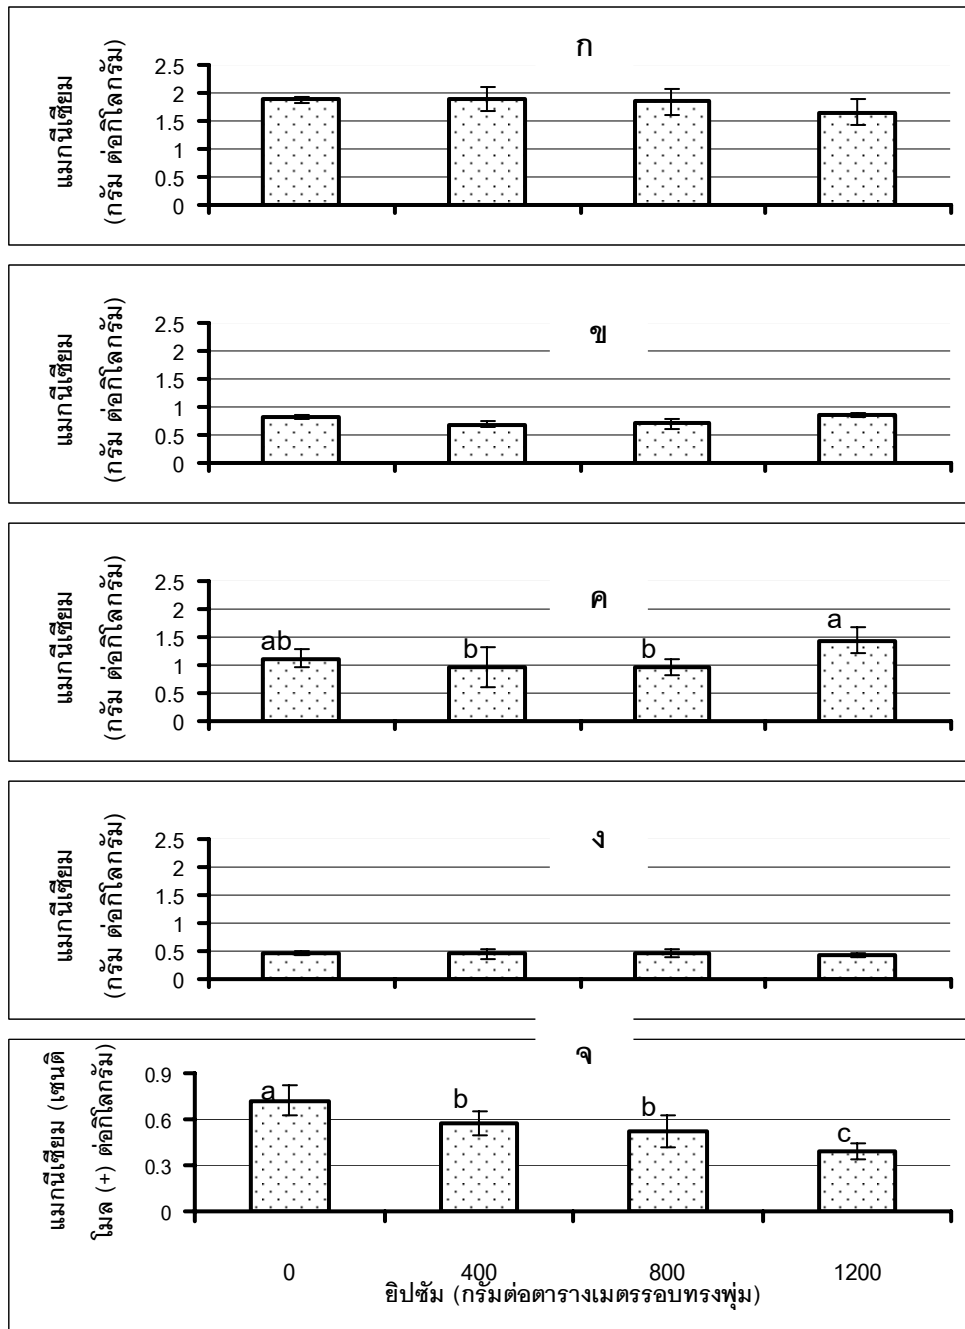 ก
แมกนีเซียม
(กรัม ต่อกิโลกรัม)
2.5
2
1.5
1
0.5
0
ข
แมกนีเซียม
(กรัม ต่อกิโลกรัม)
2.5
2
1.5
1
0.5
0
ค
แมกนีเซียม
(กรัม ต่อกิโลกรัม)
2.5
2
1.5
1
0.5
0
ab
b
b
a
ง
แมกนีเซียม
(กรัม ต่อกิโลกรัม)
2.5
2
1.5
1
0.5
0
จ
แมกนีเซียม (เซนติ
โมล (+) ต่อกิโลกรัม)
0.9
0.6
0.3
0
a
b
b
c
0 400 800 1200
ยิปซัม (กรัมต่อตารางเมตรรอบทรงพุ่ม)